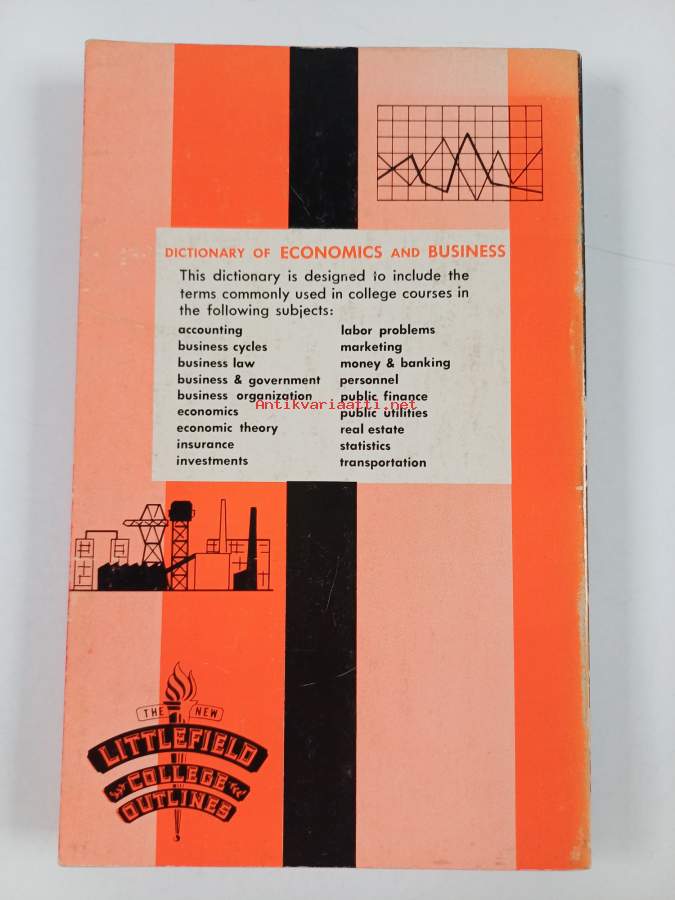 DICTIONARY OF ECONOMICS AND BUSINESS
This dictionary is designed to include the
terms commonly used in college courses in
the following subjects:
accounting
business cycles
business law
business & government
business organization
economics
economic theory
insurance
investments
labor problems
marketing
money & banking
personnel
public finance
public utilities
real estate
statistics
transportation
Antikvariaatti.net
THE NEW
LITTLEFIELD
COLLEGE
OUTLINES